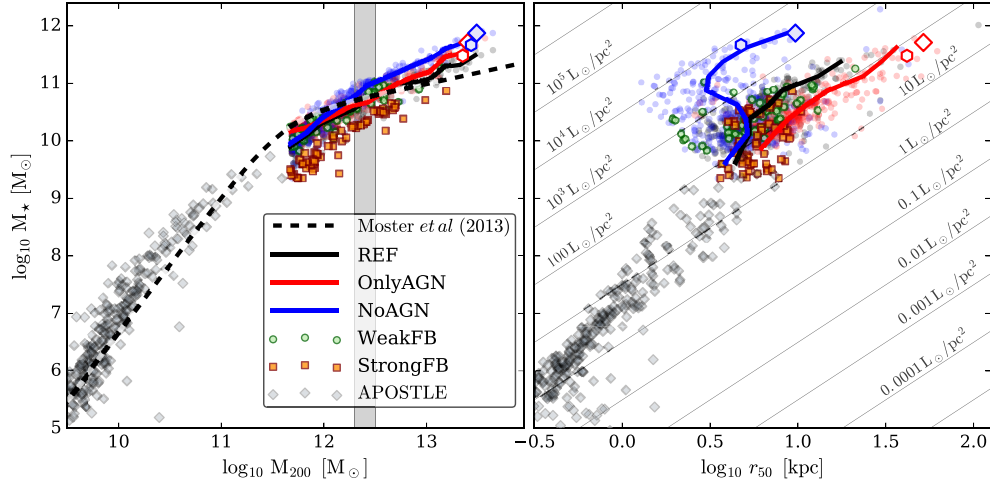 12
11
10
9
8
7
6
5
log₁₀ M⋆ [M⊙]
10
11
12
13
log₁₀ M₂₀₀ [M⊙]
Moster et al (2013)
REF
OnlyAGN
NoAGN
WeakFB
StrongFB
APOSTLE
10⁵ L⊙/pc²
10⁴ L⊙/pc²
10³ L⊙/pc²
100 L⊙/pc²
10 L⊙/pc²
1 L⊙/pc²
0.1 L⊙/pc²
0.01 L⊙/pc²
0.001 L⊙/pc²
0.0001 L⊙/pc²
−0.5
0.0
0.5
1.0
1.5
2.0
log₁₀ r₅₀ [kpc]